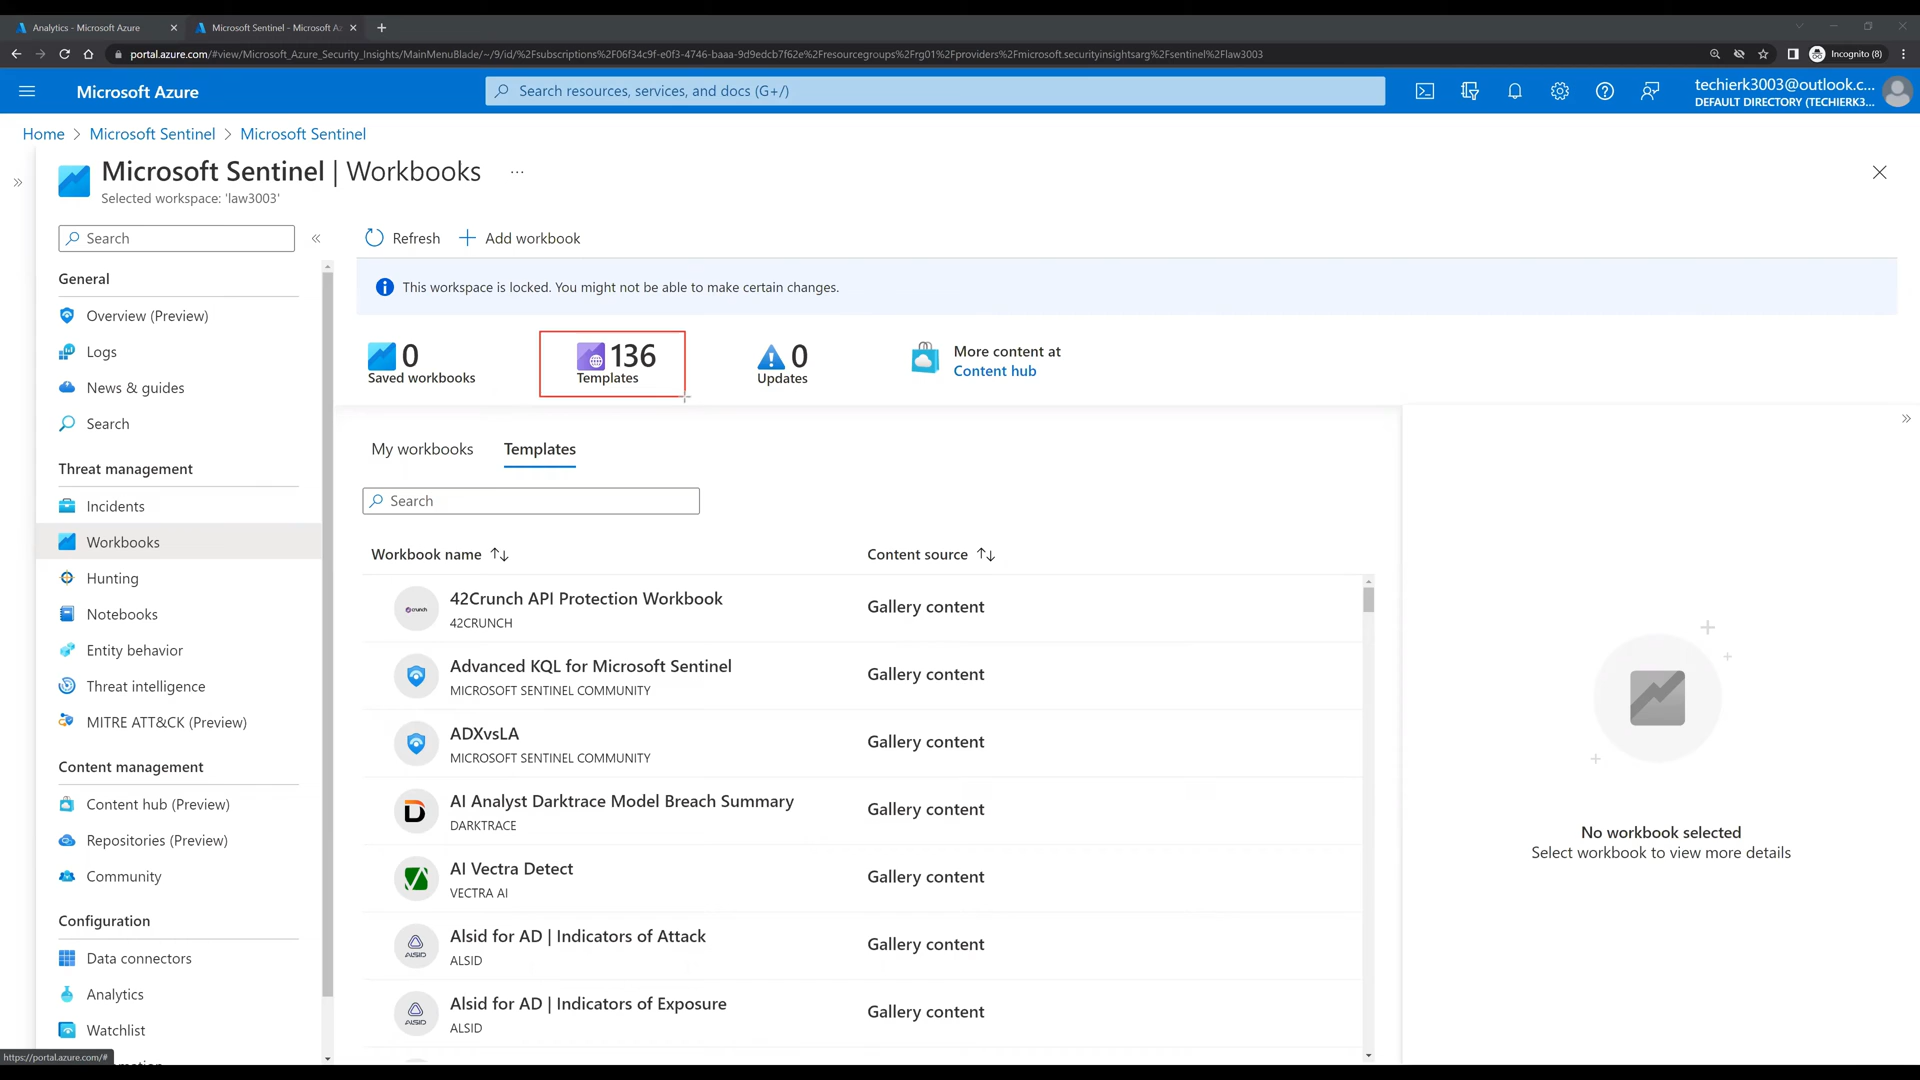 Analytics - Microsoft Azure
Microsoft Sentinel - Microsoft Az
portal.azure.com/#view/Microsoft_Azure_Security_Insights/MainMenuBlade/~/9/id/%2Fsubscriptions%2F06f34c9f-e0f3-4746-baaa-9d9edcb7f62e%2Fresourcegroups%2Frg01%2Fproviders%2Fmicrosoft.securityinsightsarg%2Fsentinel%2Flaw3003
Incognito (8)
Microsoft Azure
Search resources, services, and docs (G+/)
techierk3003@outlook.c...
DEFAULT DIRECTORY (TECHIERK3...
Home > Microsoft Sentinel > Microsoft Sentinel
Microsoft Sentinel | Workbooks ...
Selected workspace: 'law3003'
Search
General
Overview (Preview)
Logs
News & guides
Search
Threat management
Incidents
Workbooks
Hunting
Notebooks
Entity behavior
Threat intelligence
MITRE ATT&CK (Preview)
Content management
Content hub (Preview)
Repositories (Preview)
Community
Configuration
Data connectors
Analytics
Watchlist
https://portal.azure.com/#
Refresh
Add workbook
This workspace is locked. You might not be able to make certain changes.
0
Saved workbooks
136
Templates
0
Updates
More content at
Content hub
My workbooks
Templates
Search
Workbook name
Content source
42Crunch API Protection Workbook
42CRUNCH
Gallery content
Advanced KQL for Microsoft Sentinel
MICROSOFT SENTINEL COMMUNITY
Gallery content
ADXvsLA
MICROSOFT SENTINEL COMMUNITY
Gallery content
AI Analyst Darktrace Model Breach Summary
DARKTRACE
Gallery content
AI Vectra Detect
VECTRA AI
Gallery content
Alsid for AD | Indicators of Attack
ALSID
Gallery content
Alsid for AD | Indicators of Exposure
ALSID
Gallery content
No workbook selected
Select workbook to view more details